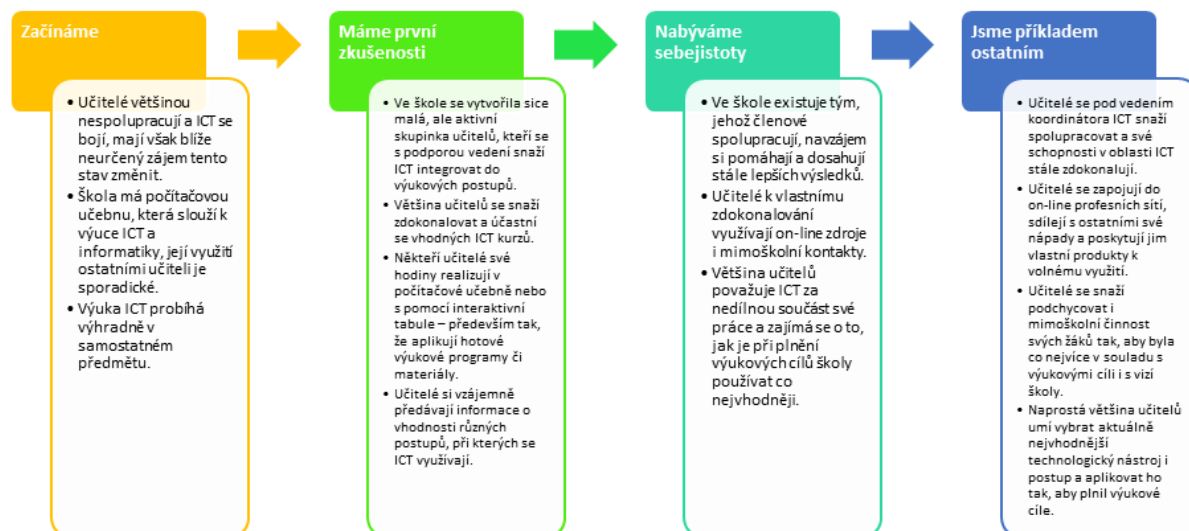 Začínáme
• Učitelé většinou
nespolupracují a ICT se
bojí, mají však blíže
neurčený zájem tento
stav změnit.
• Škola má počítačovou
učebnu, která slouží k
výuce ICT a
informatiky, její využití
ostatními učiteli je
sporadické.
• Výuka ICT probíhá
výhradně v
samostatném
předmětu.
Máme první
zkušenosti
• Ve škole se vytvořila sice
malá, ale aktivní
skupinka učitelů, kteří se
s podporou vedení snaží
ICT integrovat do
výukových postupů.
• Většina učitelů se snaží
zdokonalovat a účastní
se vhodných ICT kurzů.
• Někteří učitelé své
hodiny realizují v
počítačové učebně nebo
s pomocí interaktivní
tabule – především tak,
že aplikují hotové
výukové programy či
materiály.
• Učitelé si vzájemně
předávají informace o
vhodnosti různých
postupů, při kterých se
ICT využívají.
Nabýváme
sebejistoty
• Ve škole existuje tým,
jehož členové
spolupracují, navzájem
si pomáhají a dosahují
stále lepších výsledků.
• Učitelé k vlastnímu
zdokonalování
využívají on-line zdroje
i mimoškolní kontakty.
• Většina učitelů
považuje ICT za
nedílnou součást své
práce a zajímá se o to,
jak je při plnění
výukových cílů školy
používat co
nejvhodněji.
Jsme příkladem
ostatním
• Učitelé se pod vedením
koordinátora ICT snaží
spolupracovat a své
schopnosti v oblasti ICT
stále zdokonalují.
• Učitelé se zapojují do
on-line profesních sítí,
sdílejí s ostatními své
nápady a poskytují jim
vlastní produkty k
volnému využití.
• Učitelé se snaží
podchycovat i
mimoškolní činnost
svých žáků tak, aby byla
co nejvíce v souladu s
výukovými cíli i s vizí
školy.
• Naprostá většina učitelů
umí vybrat aktuálně
nejvhodnější
technologický nástroj i
postup a aplikovat ho
tak, aby plnil výukové
cíle.